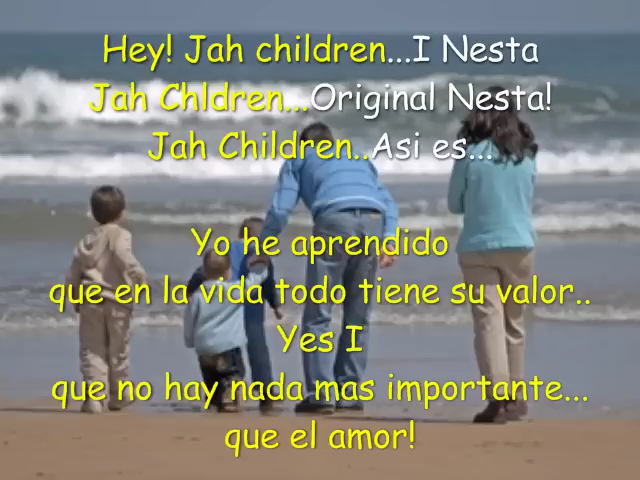 Hey! Jah children...I Nesta
Jah Chldren...Original Nesta!
Jah Children..Asi es...
Yo he aprendido
que en la vida todo tiene su valor..
Yes I
que no hay nada mas importante...
que el amor!